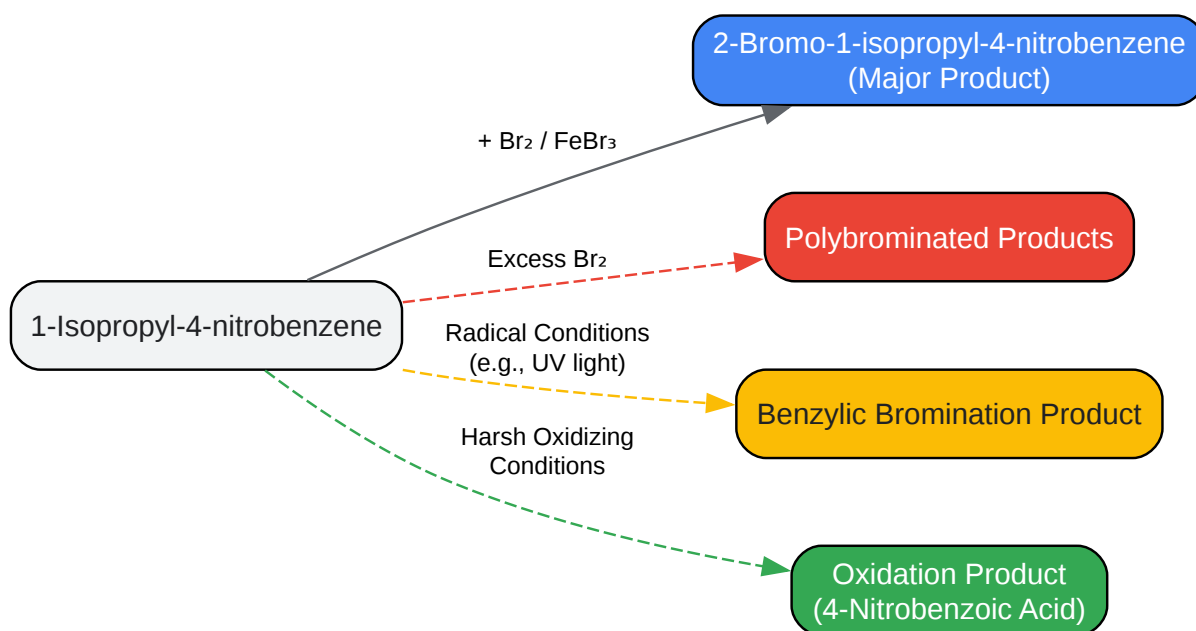 2-Bromo-1-isopropyl-4-nitrobenzene
(Major Product)
+ Br₂ / FeBr₃
Polybrominated Products
Excess Br₂
1-Isopropyl-4-nitrobenzene
Radical Conditions
(e.g., UV light)
Benzylic Bromination Product
Harsh Oxidizing
Conditions
Oxidation Product
(4-Nitrobenzoic Acid)